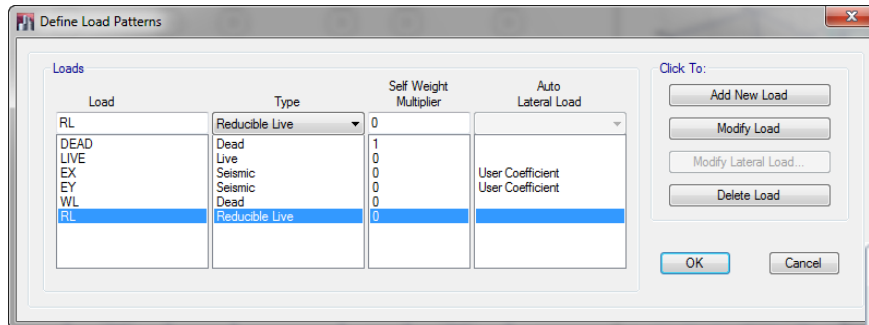 Define Load Patterns
Loads
Click To:
Load Type Self Weight Multiplier Auto Lateral Load
RL Reducible Live 0
DEAD Dead 1
LIVE Live 0
EX Seismic 0 User Coefficient
EY Seismic 0 User Coefficient
WL Dead 0
RL Reducible Live 0
Add New Load
Modify Load
Modify Lateral Load...
Delete Load
OK Cancel